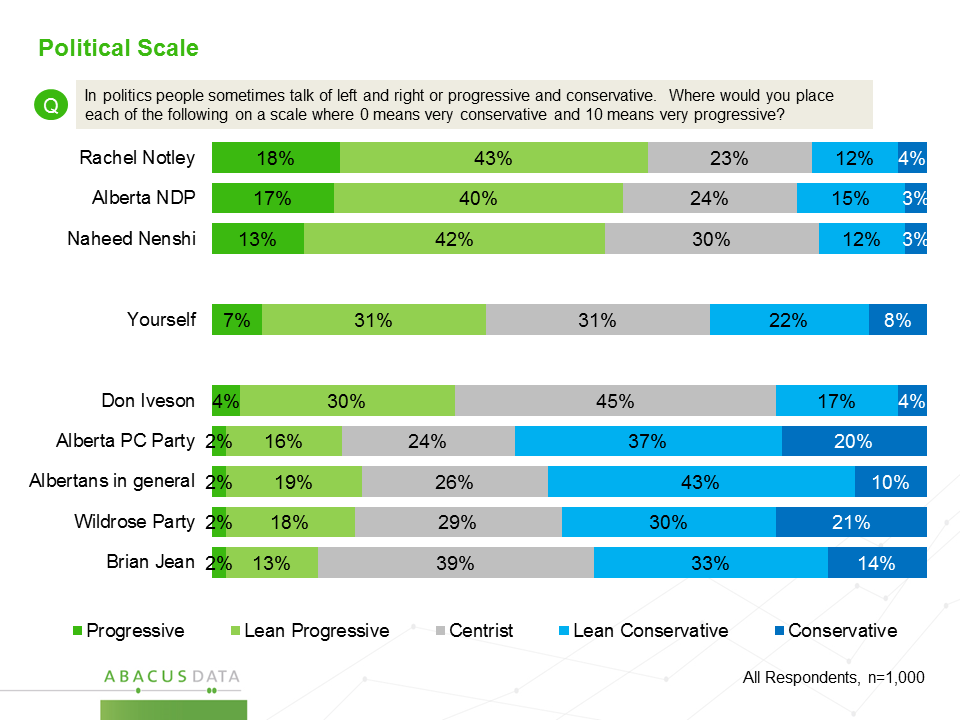 Political Scale
Q
In politics people sometimes talk of left and right or progressive and conservative. Where would you place
each of the following on a scale where 0 means very conservative and 10 means very progressive?
Rachel Notley 18% 43% 23% 12% 4%
Alberta NDP 17% 40% 24% 15% 3%
Naheed Nenshi 13% 42% 30% 12% 3%
Yourself 7% 31% 31% 22% 8%
Don Iveson 4% 30% 45% 17% 4%
Alberta PC Party 2% 16% 24% 37% 20%
Albertans in general 2% 19% 26% 43% 10%
Wildrose Party 2% 18% 29% 30% 21%
Brian Jean 2% 13% 39% 33% 14%
Progressive Lean Progressive Centrist Lean Conservative Conservative
ABACUS DATA
All Respondents, n=1,000